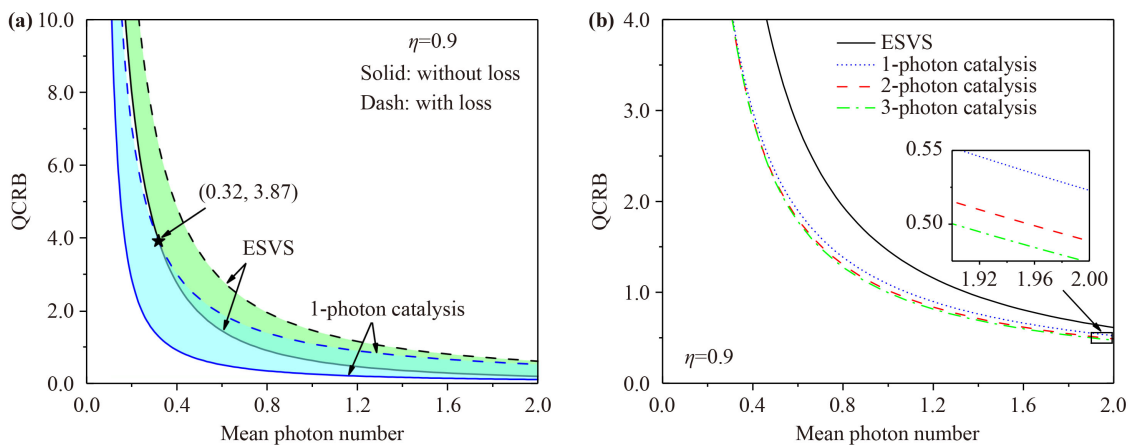 (a)
η=0.9
Solid: without loss
Dash: with loss
(0.32, 3.87)
ESVS
1-photon catalysis
QCRB
10.0
8.0
6.0
4.0
2.0
0.0
0.0 0.4 0.8 1.2 1.6 2.0
Mean photon number
(b)
ESVS
1-photon catalysis
2-photon catalysis
3-photon catalysis
0.55
0.50
1.92 1.96 2.00
η=0.9
QCRB
4.0
3.0
2.0
1.0
0.0
0.0 0.4 0.8 1.2 1.6 2.0
Mean photon number